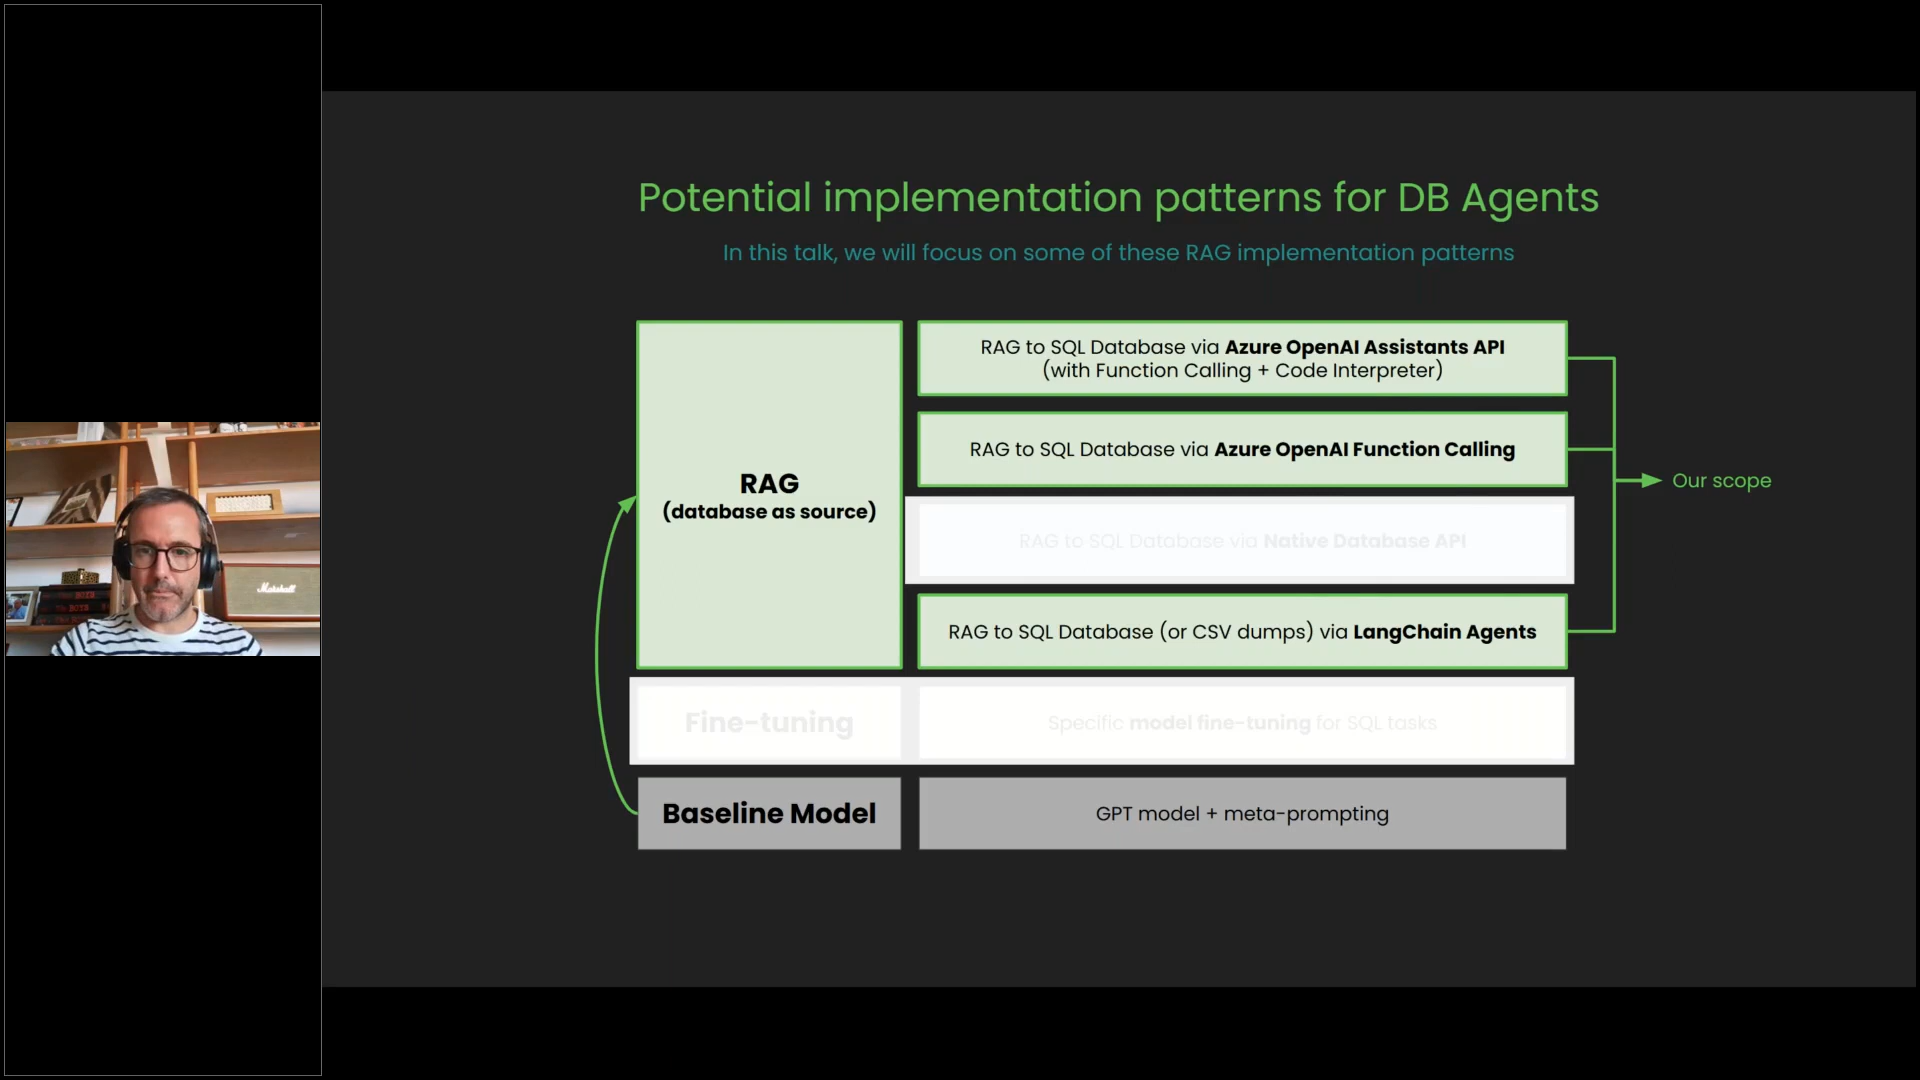 Potential implementation patterns for DB Agents
In this talk, we will focus on some of these RAG implementation patterns
RAG
(database as source)
RAG to SQL Database via Azure OpenAI Assistants API
(with Function Calling + Code Interpreter)
RAG to SQL Database via Azure OpenAI Function Calling
RAG to SQL Database via Native Database API
RAG to SQL Database (or CSV dumps) via LangChain Agents
Our scope
Fine-tuning
Specific model fine-tuning for SQL tasks
Baseline Model
GPT model + meta-prompting
Marshall
THE BOYS